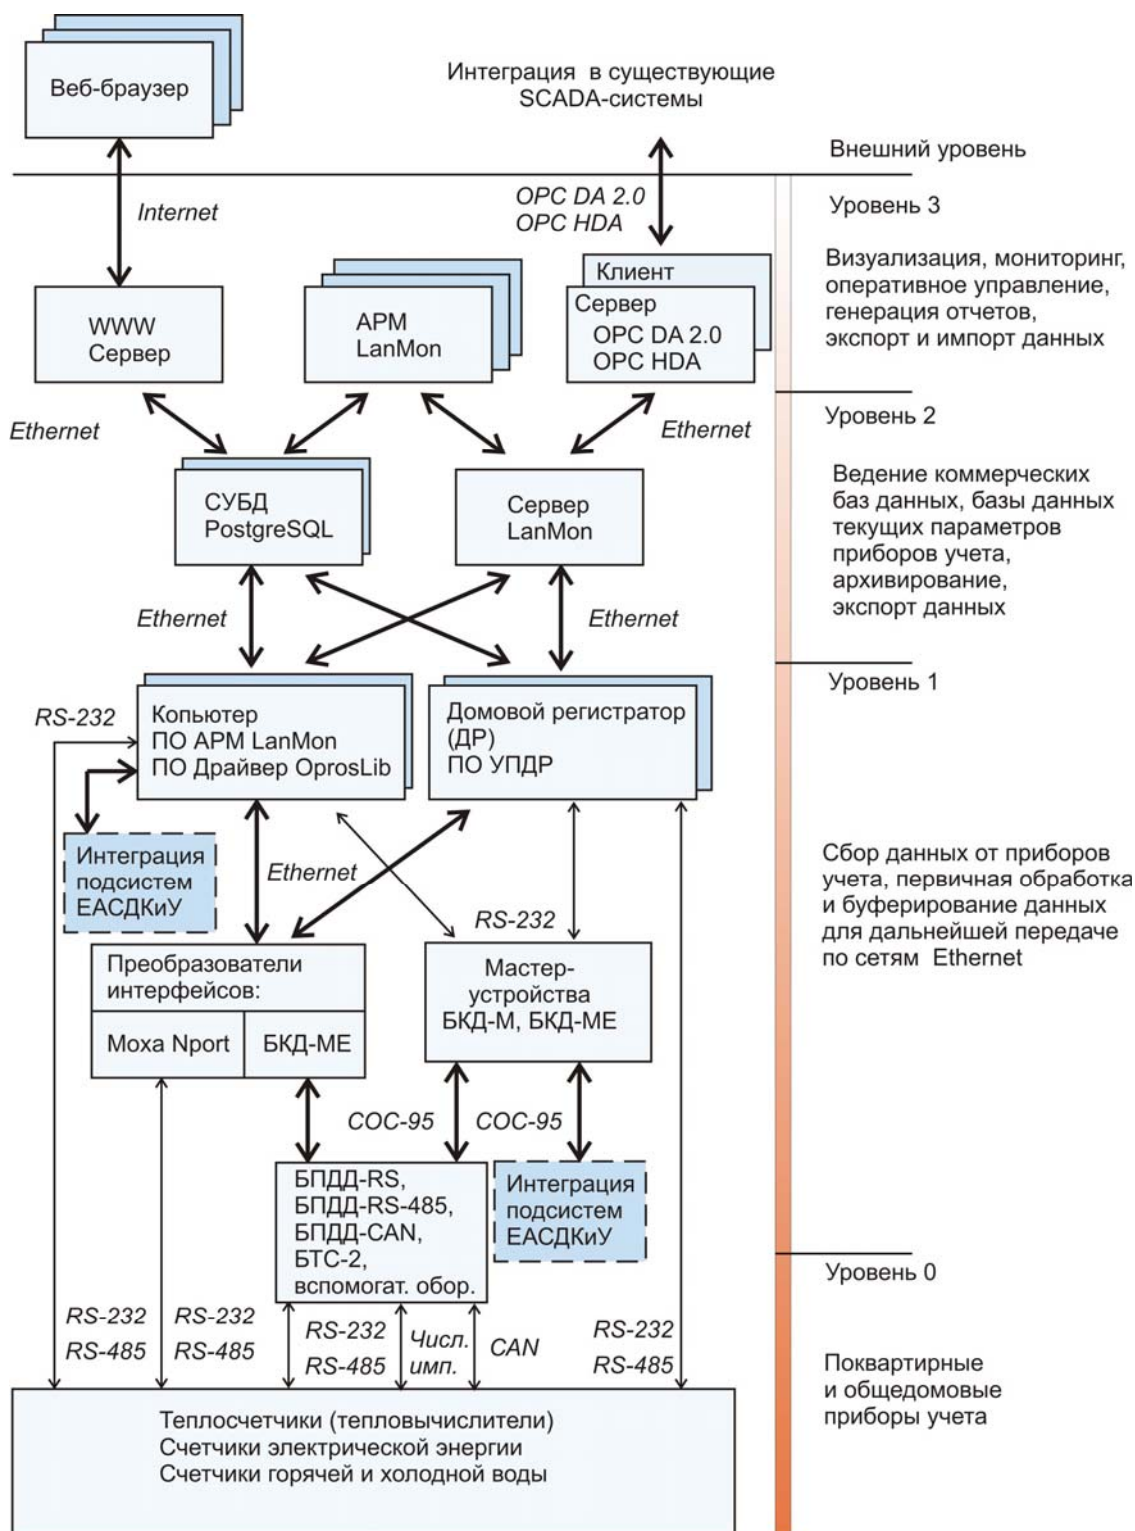 Веб-браузер
Интеграция в существующие
SCADA-системы
Внешний уровень
Internet
OPC DA 2.0
OPC HDA
Уровень 3
Визуализация, мониторинг,
оперативное управление,
генерация отчетов,
экспорт и импорт данных
WWW
Сервер
АРМ
LanMon
Клиент
Сервер
OPC DA 2.0
OPC HDA
Ethernet
Ethernet
Уровень 2
Ведение коммерческих
баз данных, базы данных
текущих параметров
приборов учета,
архивирование,
экспорт данных
СУБД
PostgreSQL
Сервер
LanMon
Ethernet
Ethernet
Уровень 1
RS-232
Копьютер
ПО АРМ LanMon
ПО Драйвер OprosLib
Домовой регистратор
(ДР)
ПО УПДР
Интеграция
подсистем
ЕАСДКиУ
Ethernet
RS-232
Сбор данных от приборов
учета, первичная обработка
и буферирование данных
для дальнейшей передаче
по сетям Ethernet
Преобразователи
интерфейсов:
Moxa Nport
БКД-МЕ
Мастер-
устройства
БКД-М, БКД-МЕ
СОС-95
СОС-95
БПДД-RS,
БПДД-RS-485,
БПДД-CAN,
БТС-2,
вспомогат. обор.
Интеграция
подсистем
ЕАСДКиУ
Уровень 0
RS-232
RS-485
RS-232
RS-485
RS-232
RS-485
Числ.
имп.
CAN
RS-232
RS-485
Поквартирные
и общедомовые
приборы учета
Теплосчетчики (тепловычислители)
Счетчики электрической энергии
Счетчики горячей и холодной воды